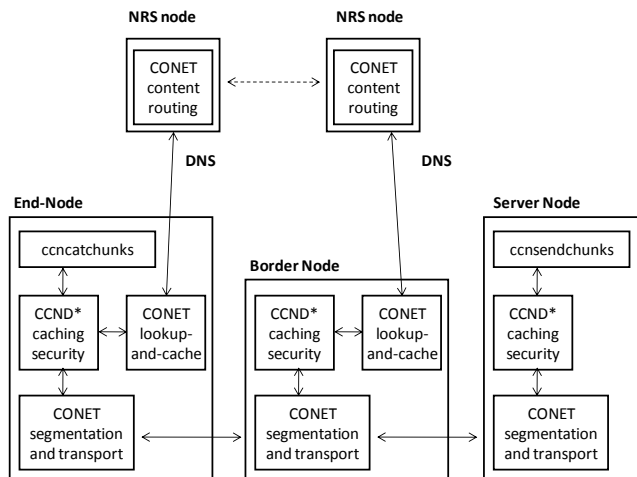 NRS node
NRS node
CONET
content
routing
CONET
content
routing
DNS
DNS
End-Node
Server Node
Border Node
ccncatchunks
ccnsendchunks
CCND*
caching
security
CONET
lookup-
and-cache
CCND*
caching
security
CONET
lookup-
and-cache
CCND*
caching
security
CONET
segmentation
and transport
CONET
segmentation
and transport
CONET
segmentation
and transport